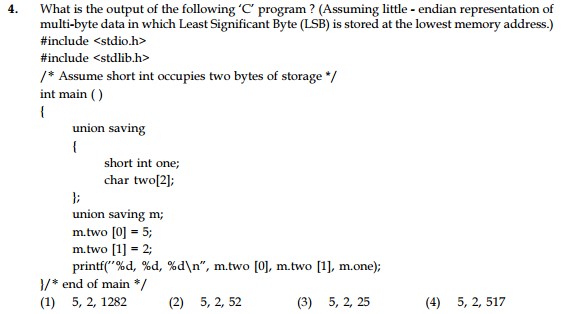 4. What is the output of the following 'C' program ? (Assuming little - endian representation of
multi-byte data in which Least Significant Byte (LSB) is stored at the lowest memory address.)
#include <stdio.h>
#include <stdlib.h>
/* Assume short int occupies two bytes of storage */
int main ( )
{
union saving
{
short int one;
char two[2];
};
union saving m;
m.two [0] = 5;
m.two [1] = 2;
printf("%d, %d, %d\n", m.two [0], m.two [1], m.one);
}/* end of main */
(1) 5, 2, 1282 (2) 5, 2, 52 (3) 5, 2, 25 (4) 5, 2, 517